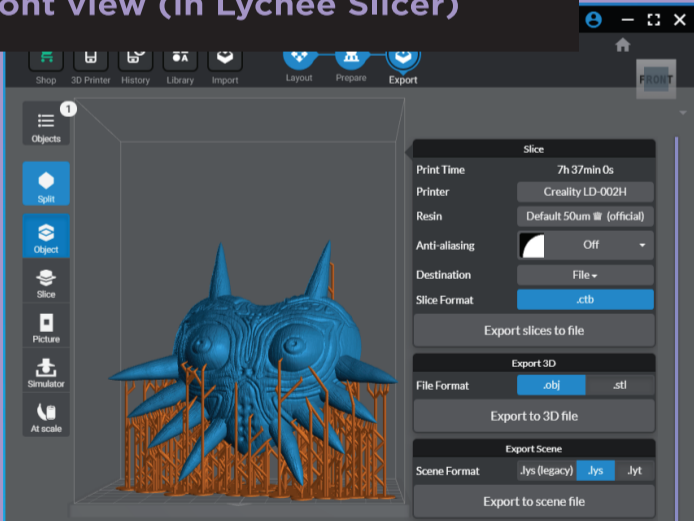 ont view (in Lychee Slicer)
Shop 3D Printer History Library Import Layout Prepare Export
FRONT
1
Objects
Split
Object
Slice
Picture
Simulator
At scale
Slice
Print Time 7h 37min 0s
Printer Creality LD-002H
Resin Default 50um (official)
Anti-aliasing Off
Destination File
Slice Format .ctb
Export slices to file
Export 3D
File Format .obj .stl
Export to 3D file
Export Scene
Scene Format .lys (legacy) .lys .lyt
Export to scene file